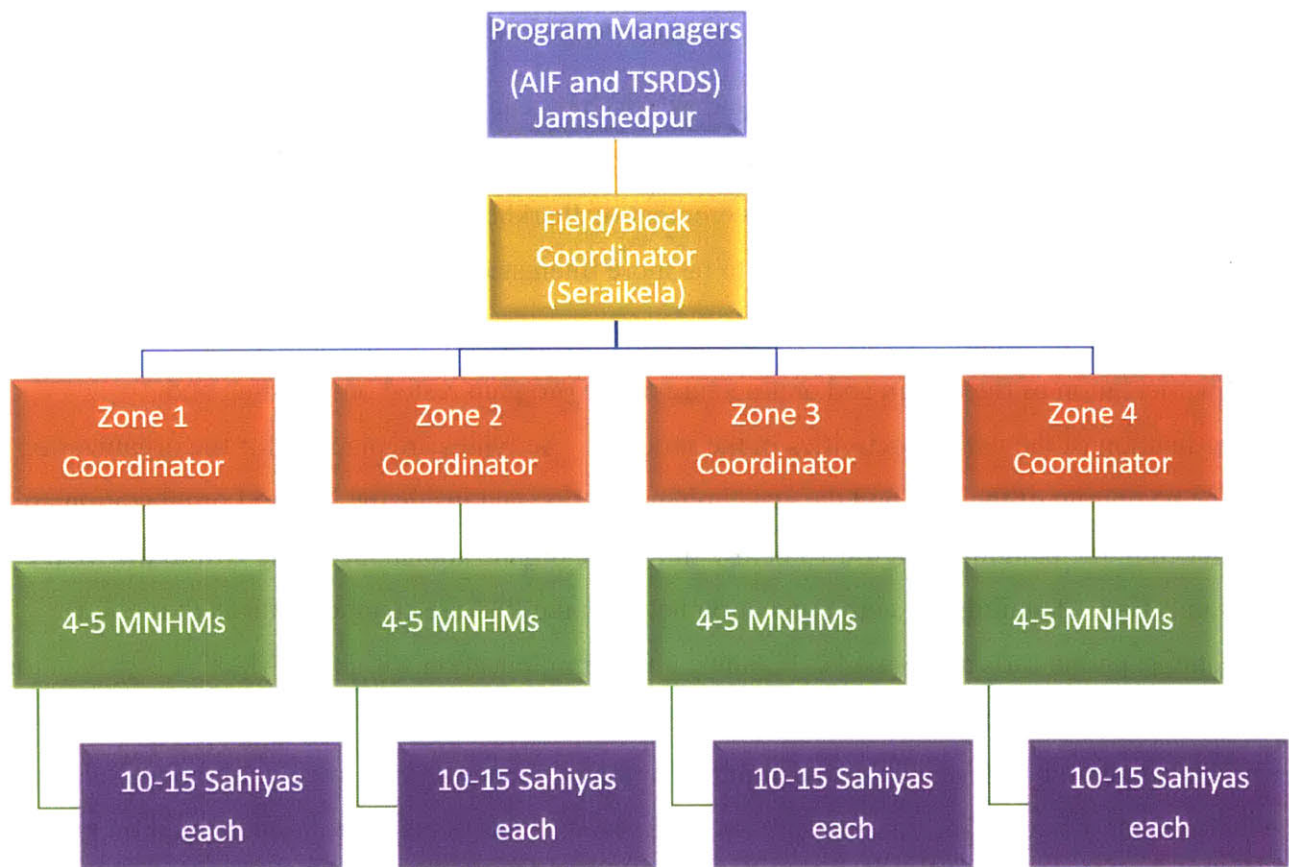 Program Managers
(AIF and TSRDS)
Jamshedpur
Field/Block
Coordinator
(Seraikela)
Zone 1
Coordinator
Zone 2
Coordinator
Zone 3
Coordinator
Zone 4
Coordinator
4-5 MNHMs
4-5 MNHMs
4-5 MNHMs
4-5 MNHMs
10-15 Sahiyas
each
10-15 Sahiyas
each
10-15 Sahiyas
each
10-15 Sahiyas
each